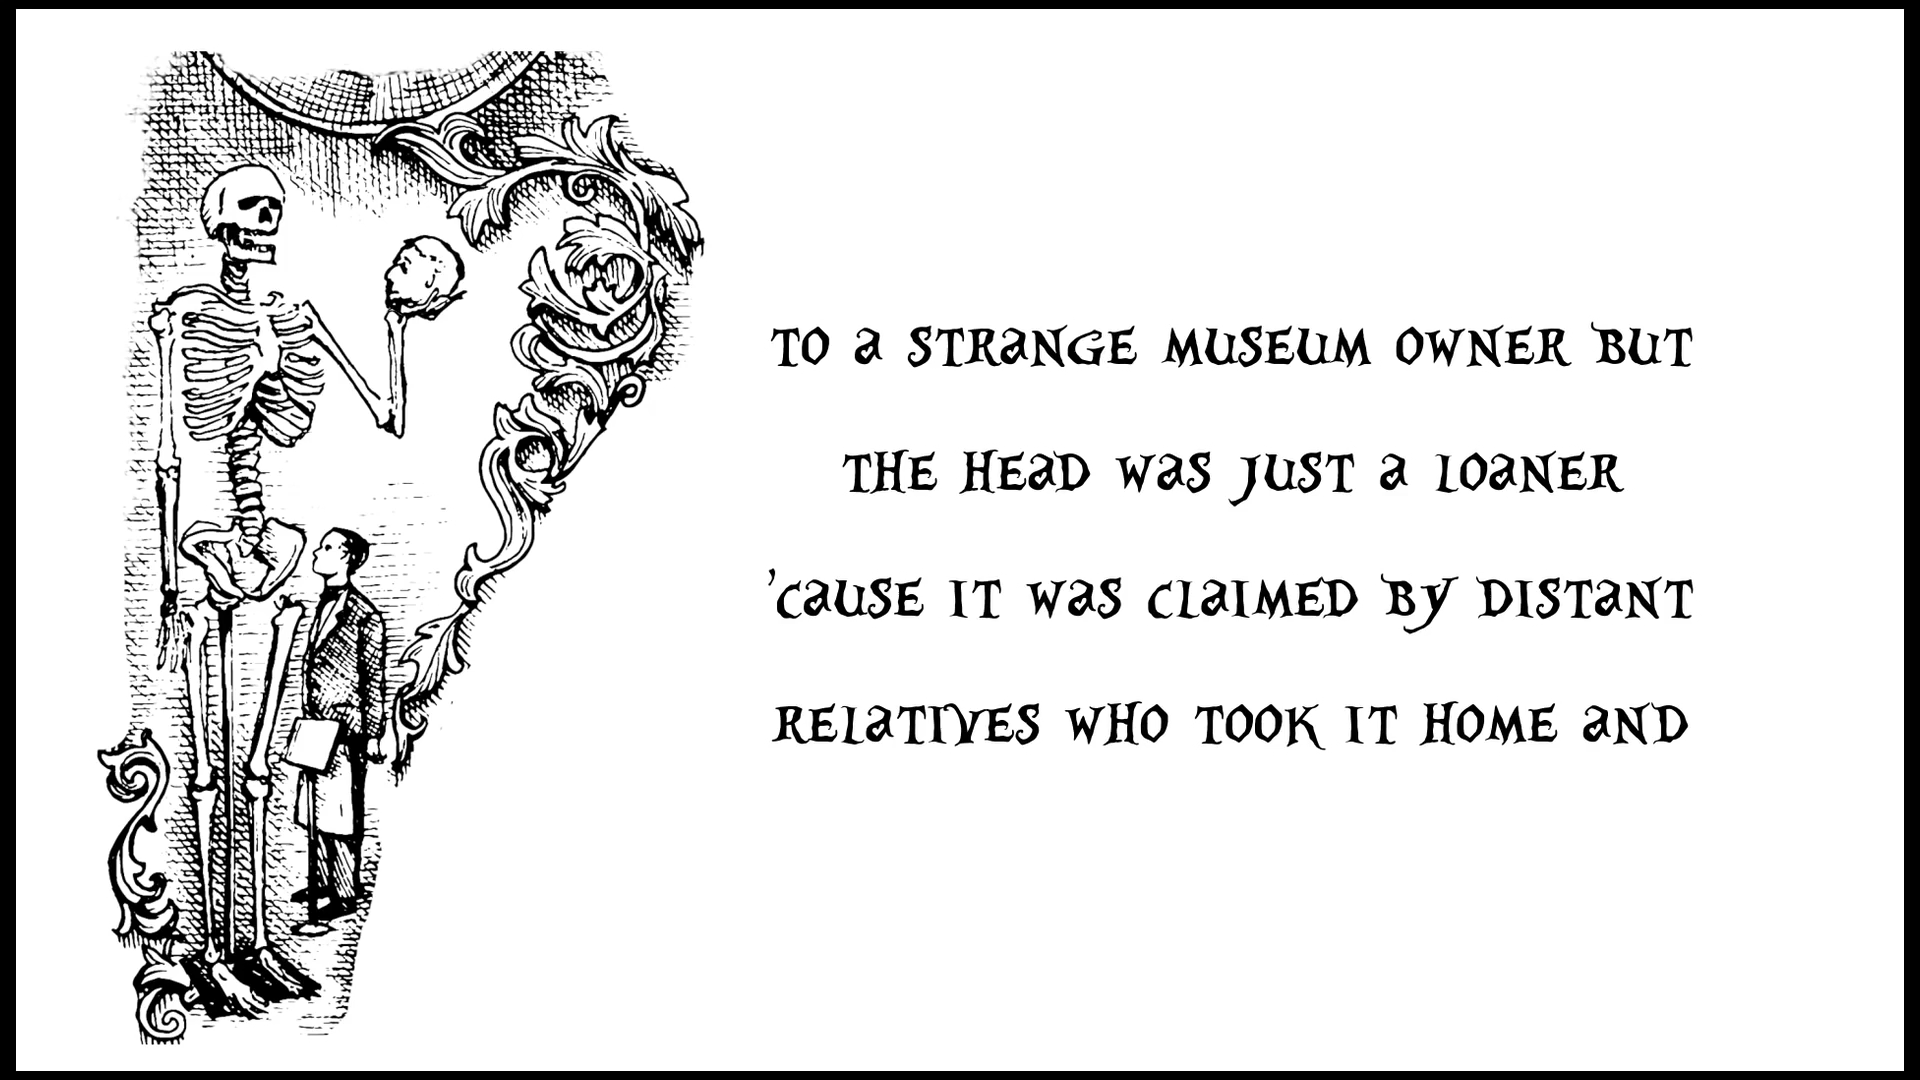 TO a STRANGE MUSEUM OWNER BUT
THE HEAD WAS JUST a LOANER
'CAUSE IT WAS CLAIMED BY DISTANT
RELATIVES WHO TOOK IT HOME AND